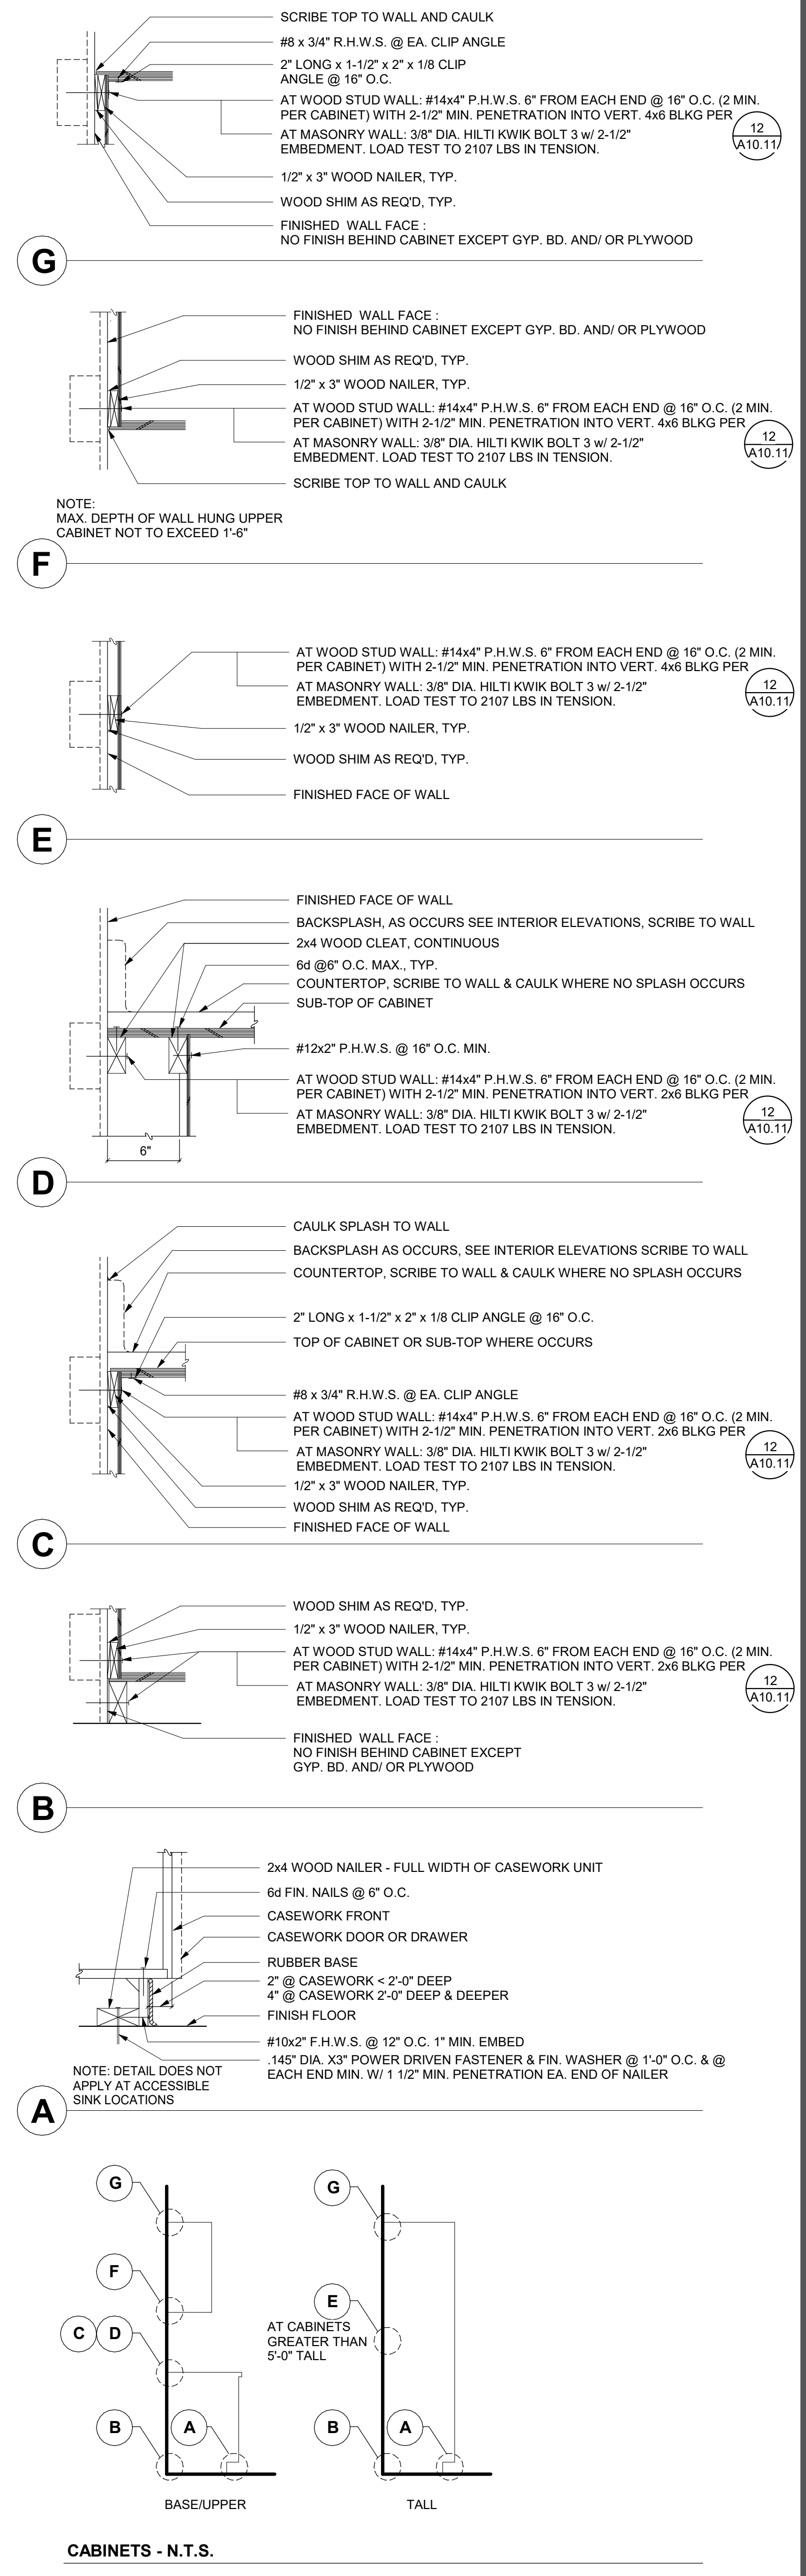 SCRIBE TOP TO WALL AND CAULK
#8 x 3/4" R.H.W.S. @ EA. CLIP ANGLE
2" LONG x 1-1/2" x 2" x 1/8 CLIP
ANGLE @ 16" O.C.
AT WOOD STUD WALL: #14x4" P.H.W.S. 6" FROM EACH END @ 16" O.C. (2 MIN.
PER CABINET) WITH 2-1/2" MIN. PENETRATION INTO VERT. 4x6 BLKG PER
12
A10.11
AT MASONRY WALL: 3/8" DIA. HILTI KWIK BOLT 3 w/ 2-1/2"
EMBEDMENT. LOAD TEST TO 2107 LBS IN TENSION.
1/2" x 3" WOOD NAILER, TYP.
WOOD SHIM AS REQ'D, TYP.
FINISHED WALL FACE :
NO FINISH BEHIND CABINET EXCEPT GYP. BD. AND/ OR PLYWOOD
G
FINISHED WALL FACE :
NO FINISH BEHIND CABINET EXCEPT GYP. BD. AND/ OR PLYWOOD
WOOD SHIM AS REQ'D, TYP.
1/2" x 3" WOOD NAILER, TYP.
AT WOOD STUD WALL: #14x4" P.H.W.S. 6" FROM EACH END @ 16" O.C. (2 MIN.
PER CABINET) WITH 2-1/2" MIN. PENETRATION INTO VERT. 4x6 BLKG PER
12
A10.11
AT MASONRY WALL: 3/8" DIA. HILTI KWIK BOLT 3 w/ 2-1/2"
EMBEDMENT. LOAD TEST TO 2107 LBS IN TENSION.
SCRIBE TOP TO WALL AND CAULK
NOTE:
MAX. DEPTH OF WALL HUNG UPPER
CABINET NOT TO EXCEED 1'-6"
F
AT WOOD STUD WALL: #14x4" P.H.W.S. 6" FROM EACH END @ 16" O.C. (2 MIN.
PER CABINET) WITH 2-1/2" MIN. PENETRATION INTO VERT. 4x6 BLKG PER
12
A10.11
AT MASONRY WALL: 3/8" DIA. HILTI KWIK BOLT 3 w/ 2-1/2"
EMBEDMENT. LOAD TEST TO 2107 LBS IN TENSION.
1/2" x 3" WOOD NAILER, TYP.
WOOD SHIM AS REQ'D, TYP.
FINISHED FACE OF WALL
E
FINISHED FACE OF WALL
BACKSPLASH, AS OCCURS SEE INTERIOR ELEVATIONS, SCRIBE TO WALL
2x4 WOOD CLEAT, CONTINUOUS
6d @6" O.C. MAX., TYP.
COUNTERTOP, SCRIBE TO WALL & CAULK WHERE NO SPLASH OCCURS
SUB-TOP OF CABINET
#12x2" P.H.W.S. @ 16" O.C. MIN.
AT WOOD STUD WALL: #14x4" P.H.W.S. 6" FROM EACH END @ 16" O.C. (2 MIN.
PER CABINET) WITH 2-1/2" MIN. PENETRATION INTO VERT. 2x6 BLKG PER
12
A10.11
AT MASONRY WALL: 3/8" DIA. HILTI KWIK BOLT 3 w/ 2-1/2"
EMBEDMENT. LOAD TEST TO 2107 LBS IN TENSION.
6"
D
CAULK SPLASH TO WALL
BACKSPLASH AS OCCURS, SEE INTERIOR ELEVATIONS SCRIBE TO WALL
COUNTERTOP, SCRIBE TO WALL & CAULK WHERE NO SPLASH OCCURS
2" LONG x 1-1/2" x 2" x 1/8 CLIP ANGLE @ 16" O.C.
TOP OF CABINET OR SUB-TOP WHERE OCCURS
#8 x 3/4" R.H.W.S. @ EA. CLIP ANGLE
AT WOOD STUD WALL: #14x4" P.H.W.S. 6" FROM EACH END @ 16" O.C. (2 MIN.
PER CABINET) WITH 2-1/2" MIN. PENETRATION INTO VERT. 2x6 BLKG PER
12
A10.11
AT MASONRY WALL: 3/8" DIA. HILTI KWIK BOLT 3 w/ 2-1/2"
EMBEDMENT. LOAD TEST TO 2107 LBS IN TENSION.
1/2" x 3" WOOD NAILER, TYP.
WOOD SHIM AS REQ'D, TYP.
FINISHED FACE OF WALL
C
WOOD SHIM AS REQ'D, TYP.
1/2" x 3" WOOD NAILER, TYP.
AT WOOD STUD WALL: #14x4" P.H.W.S. 6" FROM EACH END @ 16" O.C. (2 MIN.
PER CABINET) WITH 2-1/2" MIN. PENETRATION INTO VERT. 2x6 BLKG PER
12
A10.11
AT MASONRY WALL: 3/8" DIA. HILTI KWIK BOLT 3 w/ 2-1/2"
EMBEDMENT. LOAD TEST TO 2107 LBS IN TENSION.
FINISHED WALL FACE :
NO FINISH BEHIND CABINET EXCEPT
GYP. BD. AND/ OR PLYWOOD
B
2x4 WOOD NAILER - FULL WIDTH OF CASEWORK UNIT
6d FIN. NAILS @ 6" O.C.
CASEWORK FRONT
CASEWORK DOOR OR DRAWER
RUBBER BASE
2" @ CASEWORK < 2'-0" DEEP
4" @ CASEWORK 2'-0" DEEP & DEEPER
FINISH FLOOR
#10x2" F.H.W.S. @ 12" O.C. 1" MIN. EMBED
.145" DIA. X3" POWER DRIVEN FASTENER & FIN. WASHER @ 1'-0" O.C. & @
EACH END MIN. W/ 1 1/2" MIN. PENETRATION EA. END OF NAILER
NOTE: DETAIL DOES NOT
APPLY AT ACCESSIBLE
SINK LOCATIONS
A
G
F
C
D
B
A
BASE/UPPER
G
E
AT CABINETS
GREATER THAN
5'-0" TALL
B
A
TALL
CABINETS - N.T.S.